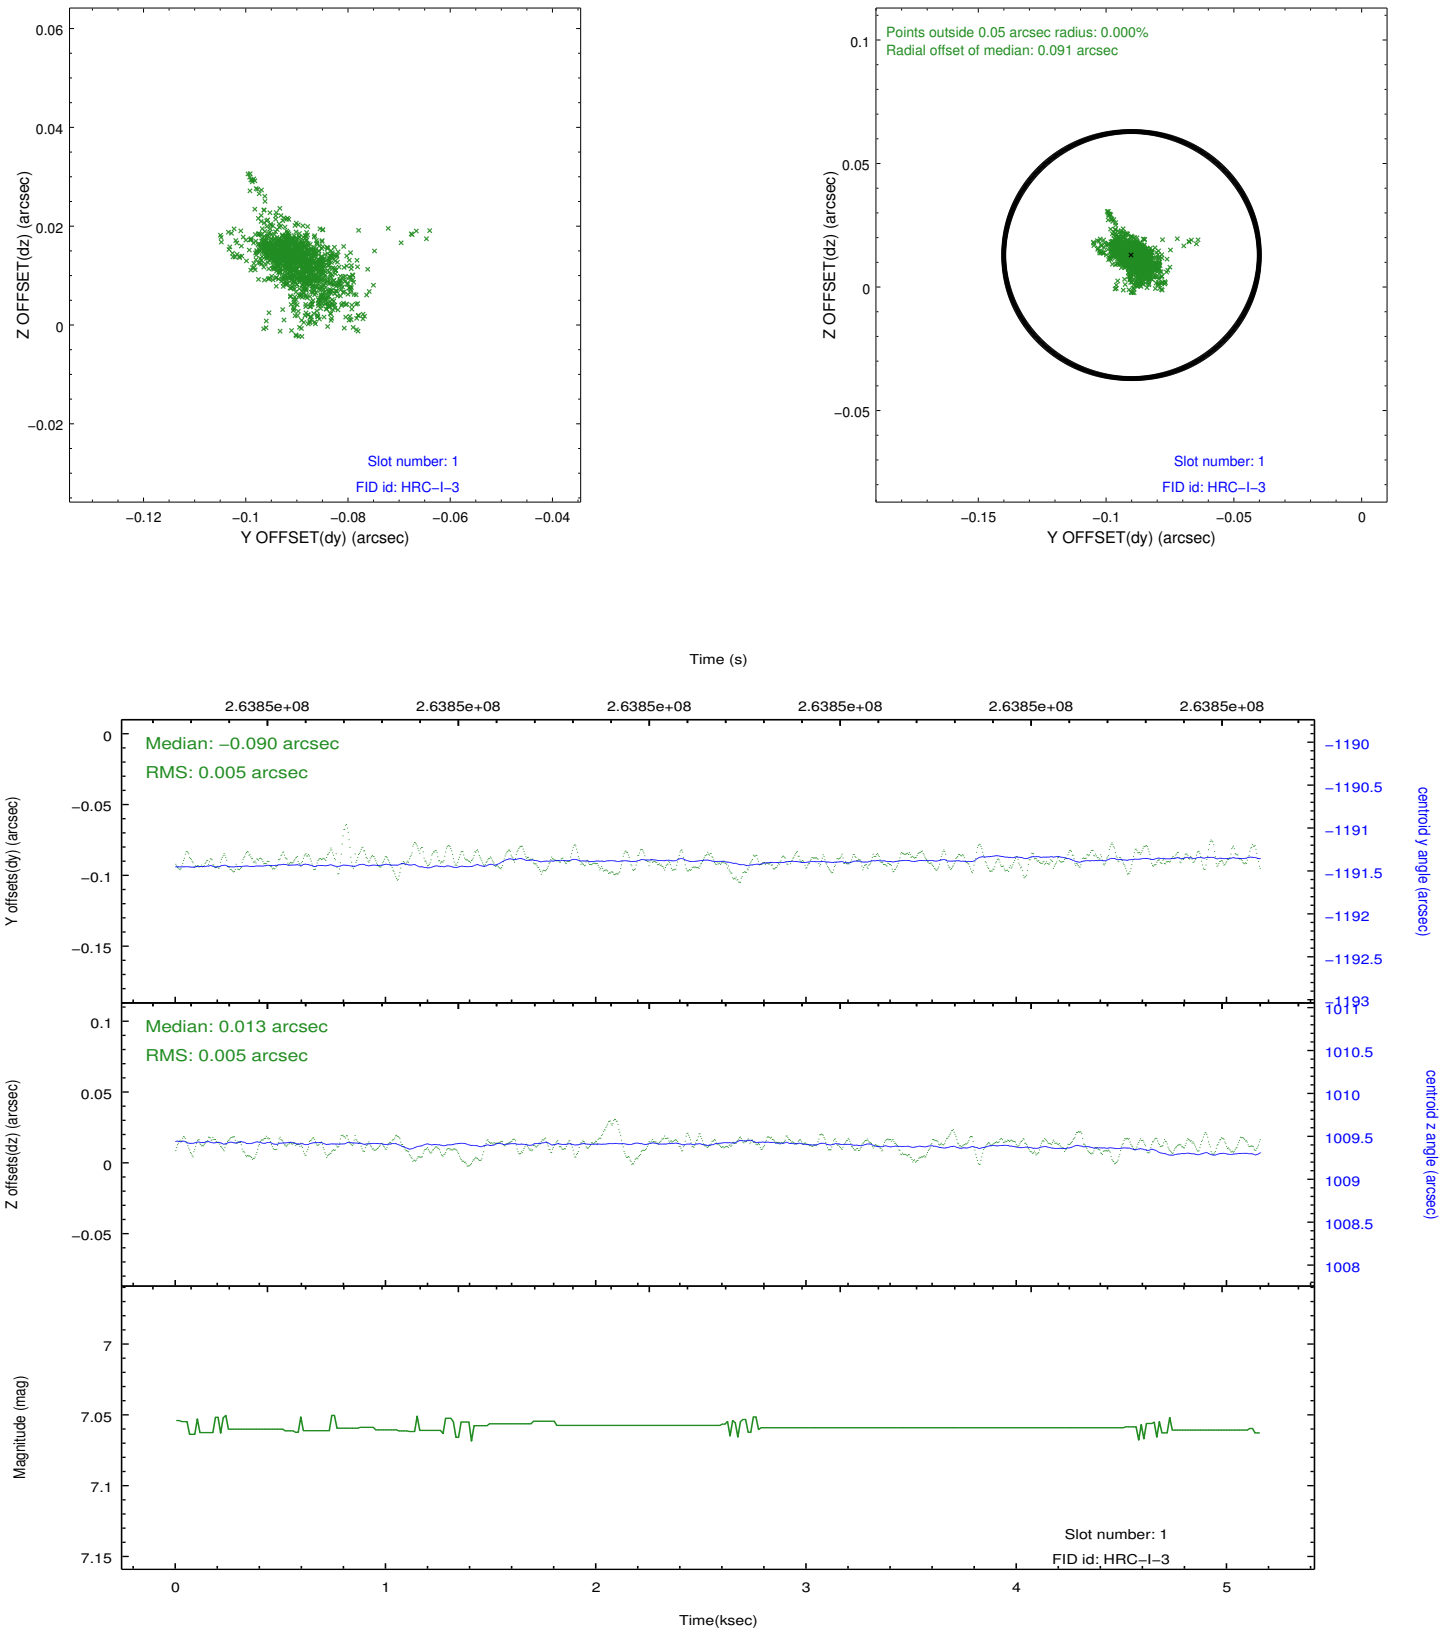 0.06
0.04
0.02
0
−0.02
Z OFFSET(dz) (arcsec)
Slot number: 1
FID id: HRC−I−3
−0.12 −0.1 −0.08 −0.06 −0.04
Y OFFSET(dy) (arcsec)
Points outside 0.05 arcsec radius: 0.000%
Radial offset of median: 0.091 arcsec
0.1
0.05
0
−0.05
Z OFFSET(dz) (arcsec)
Slot number: 1
FID id: HRC−I−3
−0.15 −0.1 −0.05 0
Y OFFSET(dy) (arcsec)
Time (s)
2.6385e+08 2.6385e+08 2.6385e+08 2.6385e+08 2.6385e+08 2.6385e+08
Median: −0.090 arcsec
RMS: 0.005 arcsec
0
−0.05
−0.1
−0.15
Y offsets(dy) (arcsec)
−1190
−1190.5
−1191
−1191.5
−1192
−1192.5
−1193
centroid y angle (arcsec)
Median: 0.013 arcsec
RMS: 0.005 arcsec
0.1
0.05
0
−0.05
Z offsets(dz) (arcsec)
1011
1010.5
1010
1009.5
1009
1008.5
1008
centroid z angle (arcsec)
7
7.05
7.1
7.15
Magnitude (mag)
Slot number: 1
FID id: HRC−I−3
0 1 2 3 4 5
Time(ksec)